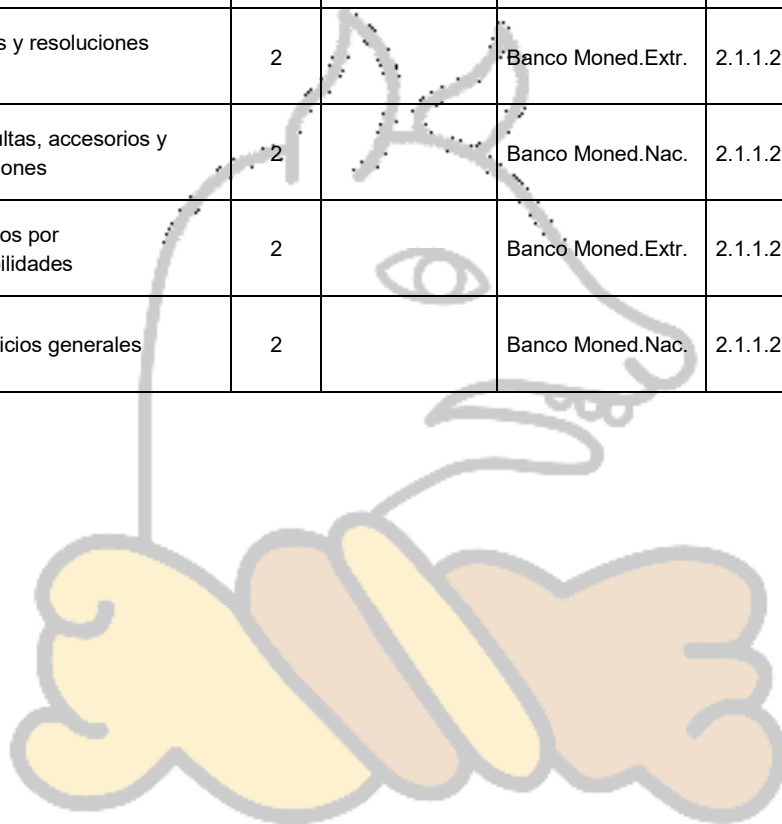 s y resoluciones
2
Banco Moned.Extr.
2.1.1.2
ltas, accesorios y
ones
2
Banco Moned.Nac.
2.1.1.2
os por
ilidades
2
Banco Moned.Extr.
2.1.1.2
icios generales
2
Banco Moned.Nac.
2.1.1.2